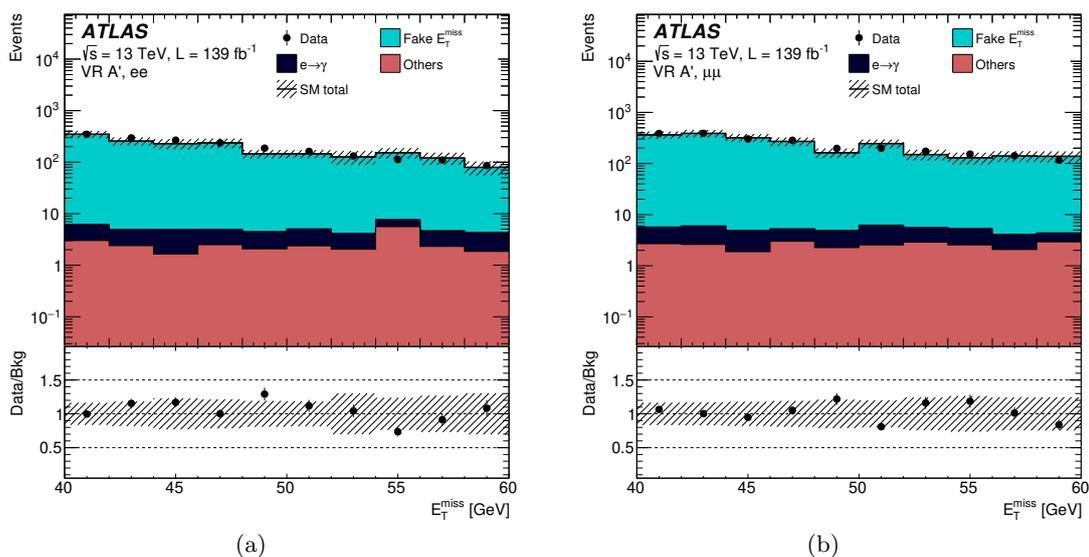 Events
ATLAS
√s = 13 TeV, L = 139 fb⁻¹
VR A', ee
Data
Fake E_T^miss
e→γ
Others
SM total
10⁴
10³
10²
10
1
10⁻¹
Data/Bkg
1.5
1
0.5
40 45 50 55 60
E_T^miss [GeV]
(a)
Events
ATLAS
√s = 13 TeV, L = 139 fb⁻¹
VR A', μμ
Data
Fake E_T^miss
e→γ
Others
SM total
10⁴
10³
10²
10
1
10⁻¹
Data/Bkg
1.5
1
0.5
40 45 50 55 60
E_T^miss [GeV]
(b)